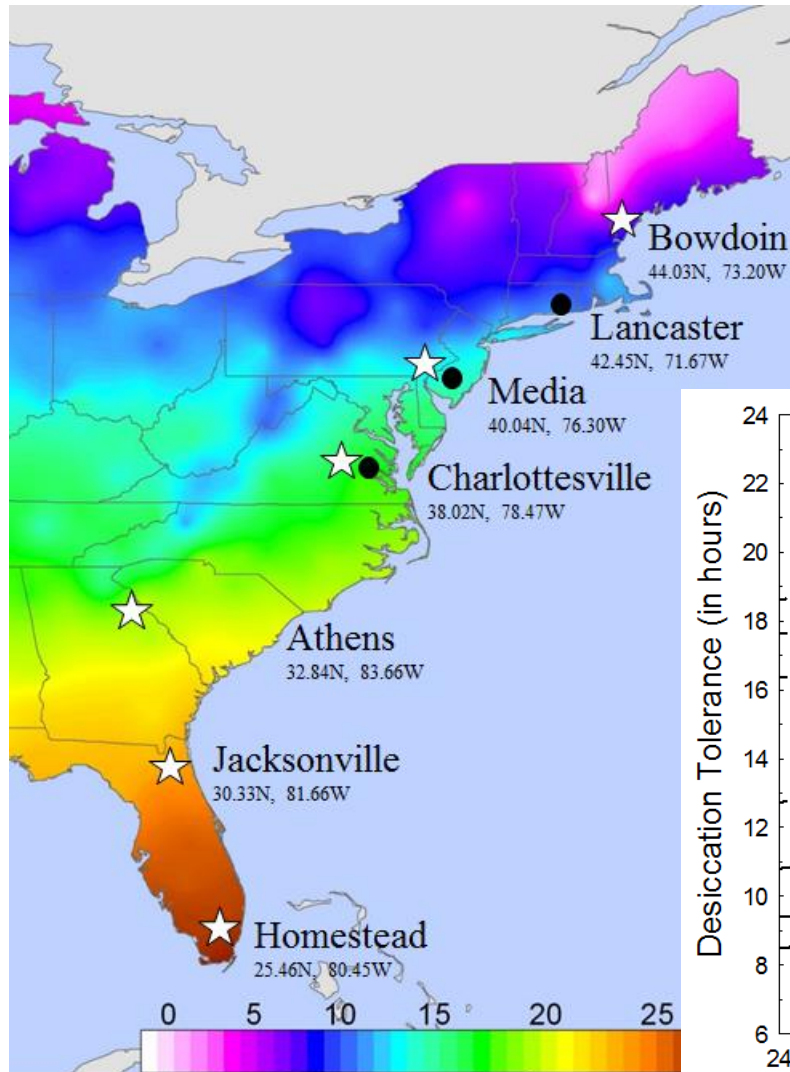 Bowdoin
44.03N, 73.20W
Lancaster
42.45N, 71.67W
Media
40.04N, 76.30W
Charlottesville
38.02N, 78.47W
Athens
32.84N, 83.66W
Jacksonville
30.33N, 81.66W
Homestead
25.46N, 80.45W
0 5 10 15 20 25
Desiccation Tolerance (in hours)
24
22
20
18
16
14
12
10
8
6
24